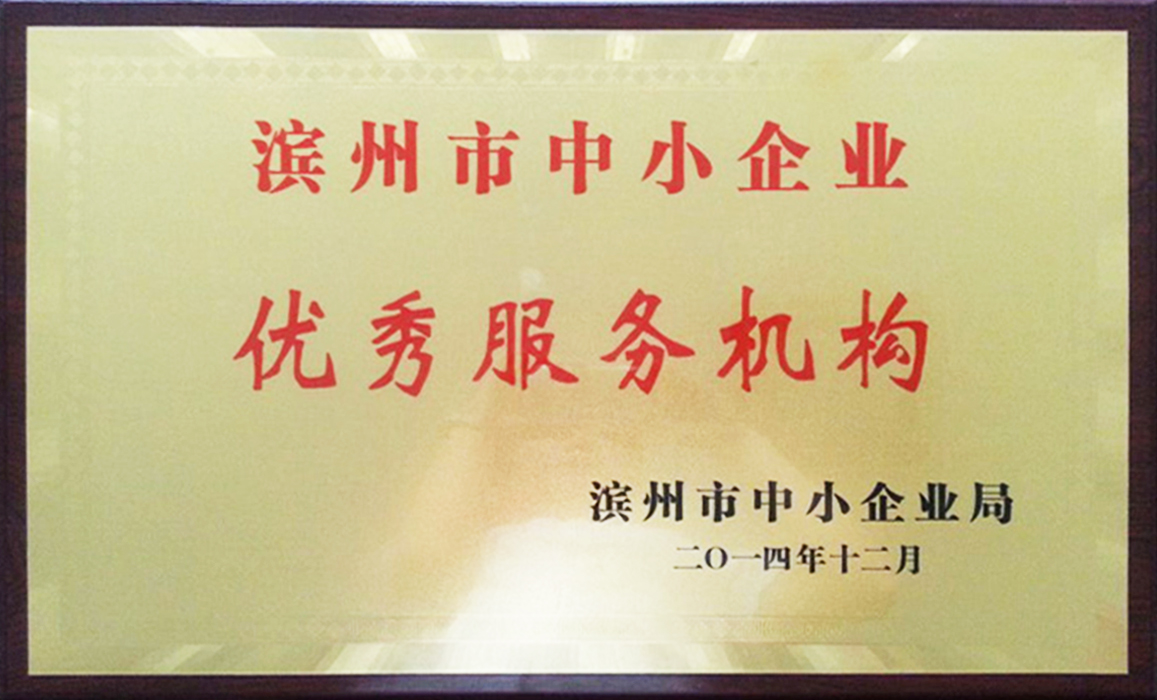 滨州市中小企业
优秀服务机构
滨州市中小企业局
二〇一四年十二月